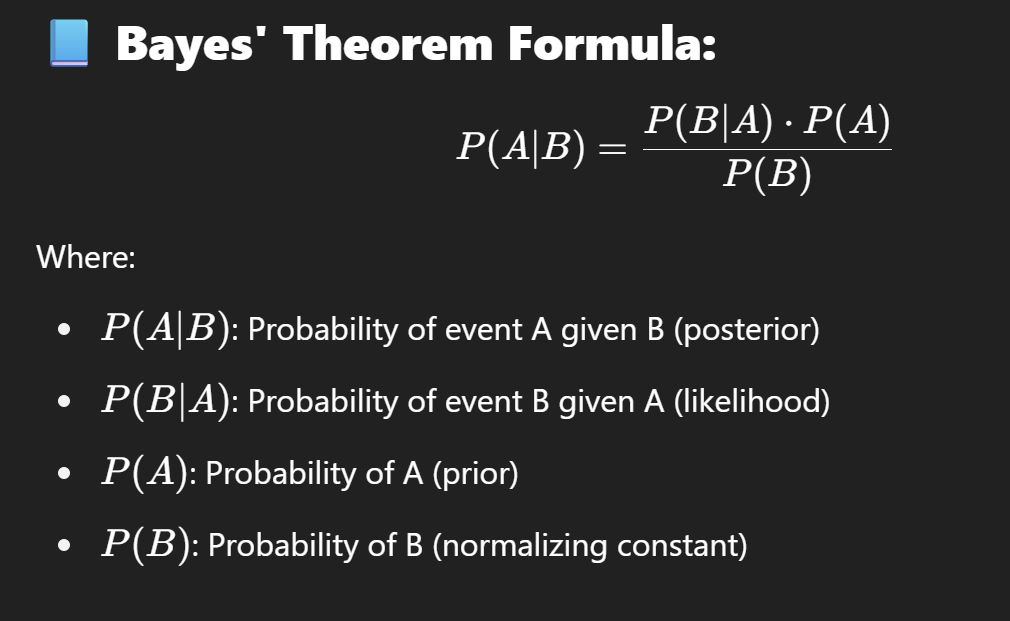 📘 Bayes' Theorem Formula:
P(A|B) = P(B|A) · P(A) / P(B)
Where:
• P(A|B): Probability of event A given B (posterior)
• P(B|A): Probability of event B given A (likelihood)
• P(A): Probability of A (prior)
• P(B): Probability of B (normalizing constant)